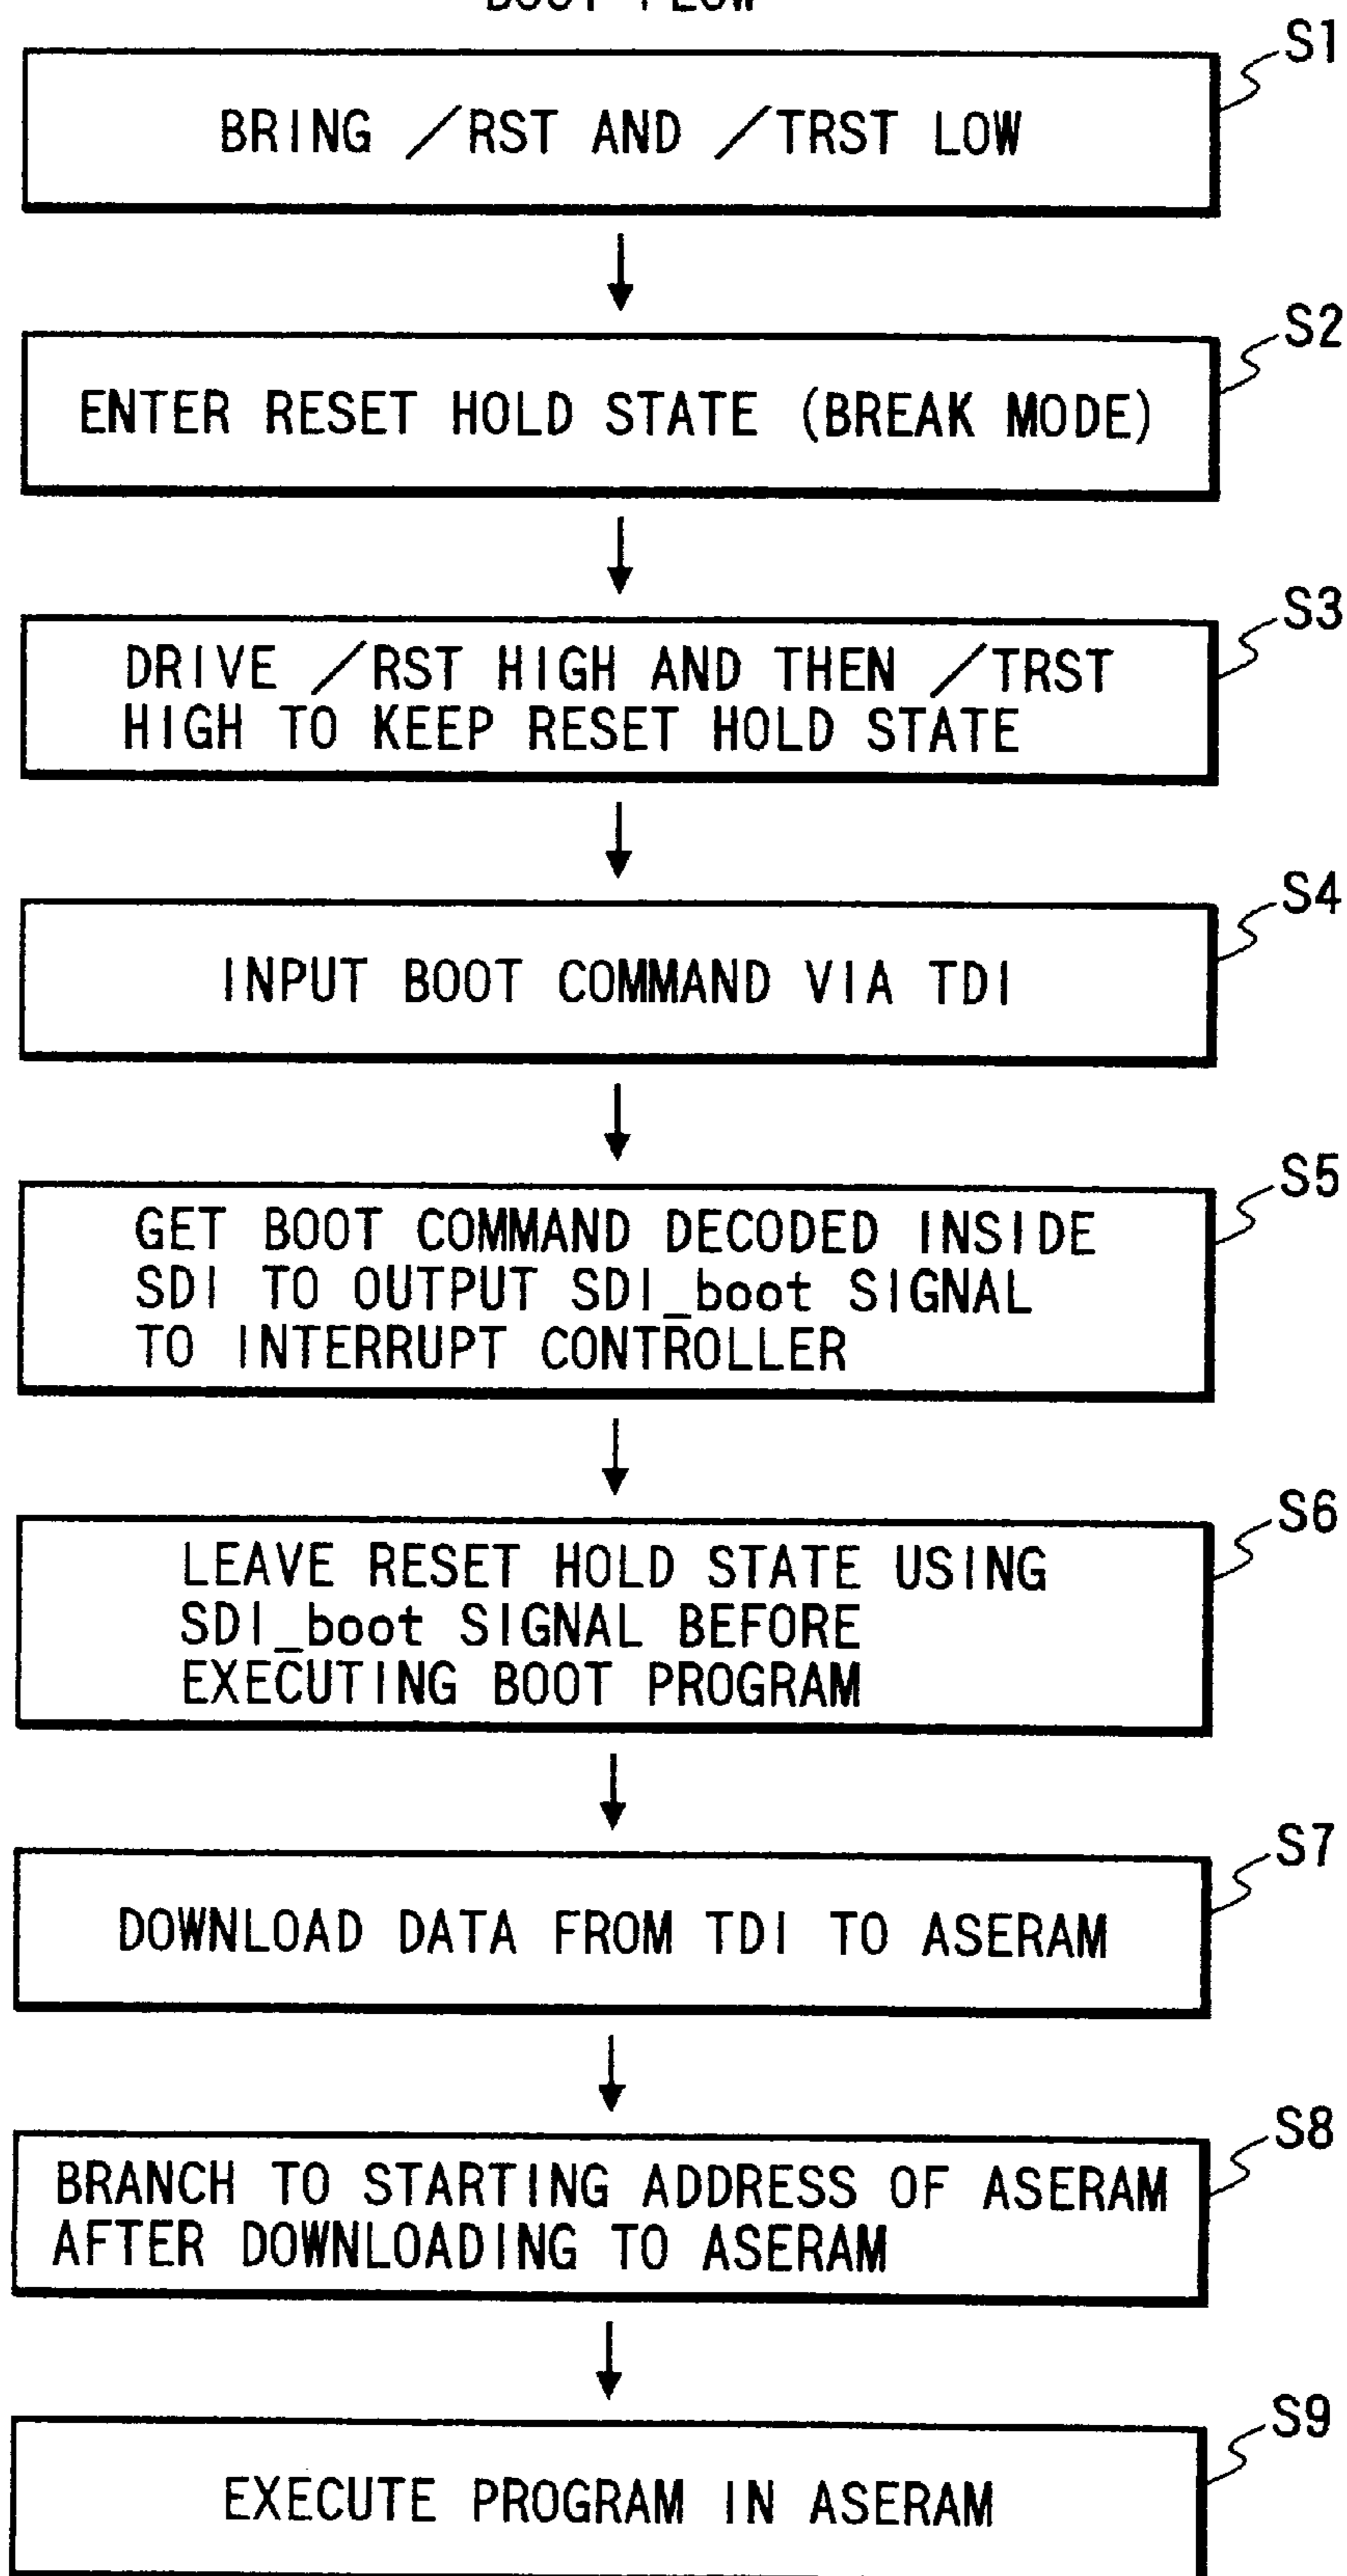 BOOT FLOW
S1
BRING /RST AND /TRST LOW
S2
ENTER RESET HOLD STATE (BREAK MODE)
S3
DRIVE /RST HIGH AND THEN /TRST
HIGH TO KEEP RESET HOLD STATE
S4
INPUT BOOT COMMAND VIA TDI
S5
GET BOOT COMMAND DECODED INSIDE
SDI TO OUTPUT SDI_boot SIGNAL
TO INTERRUPT CONTROLLER
S6
LEAVE RESET HOLD STATE USING
SDI_boot SIGNAL BEFORE
EXECUTING BOOT PROGRAM
S7
DOWNLOAD DATA FROM TDI TO ASERAM
S8
BRANCH TO STARTING ADDRESS OF ASERAM
AFTER DOWNLOADING TO ASERAM
S9
EXECUTE PROGRAM IN ASERAM